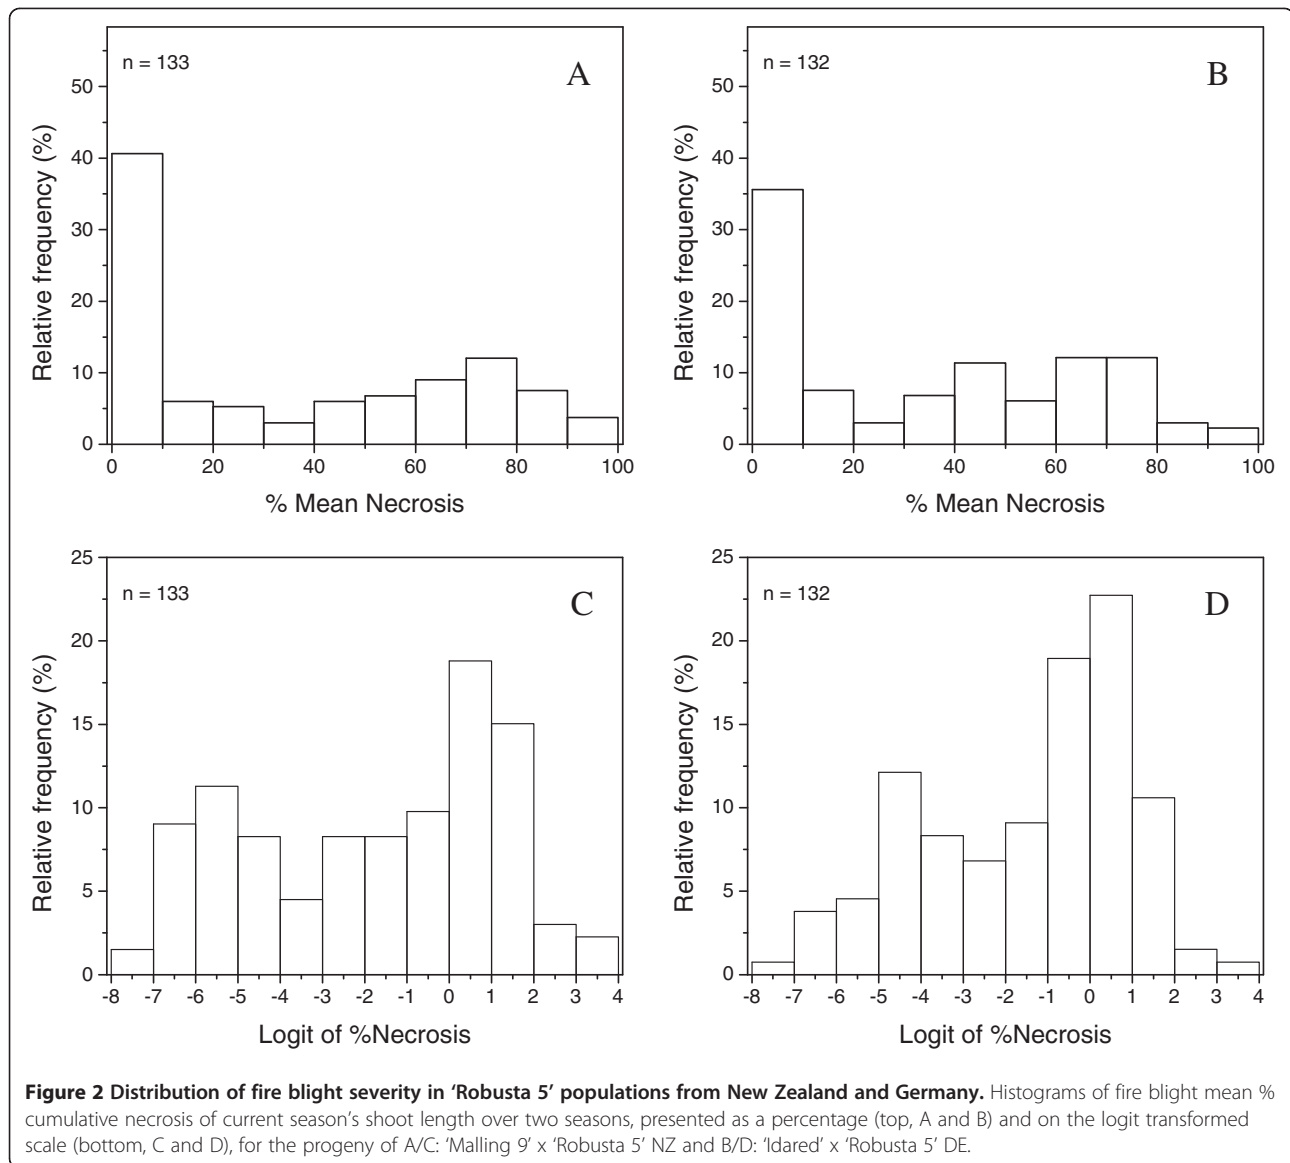 n = 133
A
Relative frequency (%)
50
40
30
20
10
0
0 20 40 60 80 100
% Mean Necrosis
n = 132
B
Relative frequency (%)
50
40
30
20
10
0
0 20 40 60 80 100
% Mean Necrosis
n = 133
C
Relative frequency (%)
25
20
15
10
5
0
-8 -7 -6 -5 -4 -3 -2 -1 0 1 2 3 4
Logit of %Necrosis
n = 132
D
Relative frequency (%)
25
20
15
10
5
0
-8 -7 -6 -5 -4 -3 -2 -1 0 1 2 3 4
Logit of %Necrosis
Figure 2 Distribution of fire blight severity in ‘Robusta 5’ populations from New Zealand and Germany. Histograms of fire blight mean %
cumulative necrosis of current season’s shoot length over two seasons, presented as a percentage (top, A and B) and on the logit transformed
scale (bottom, C and D), for the progeny of A/C: ‘Malling 9’ x ‘Robusta 5’ NZ and B/D: ‘Idared’ x ‘Robusta 5’ DE.